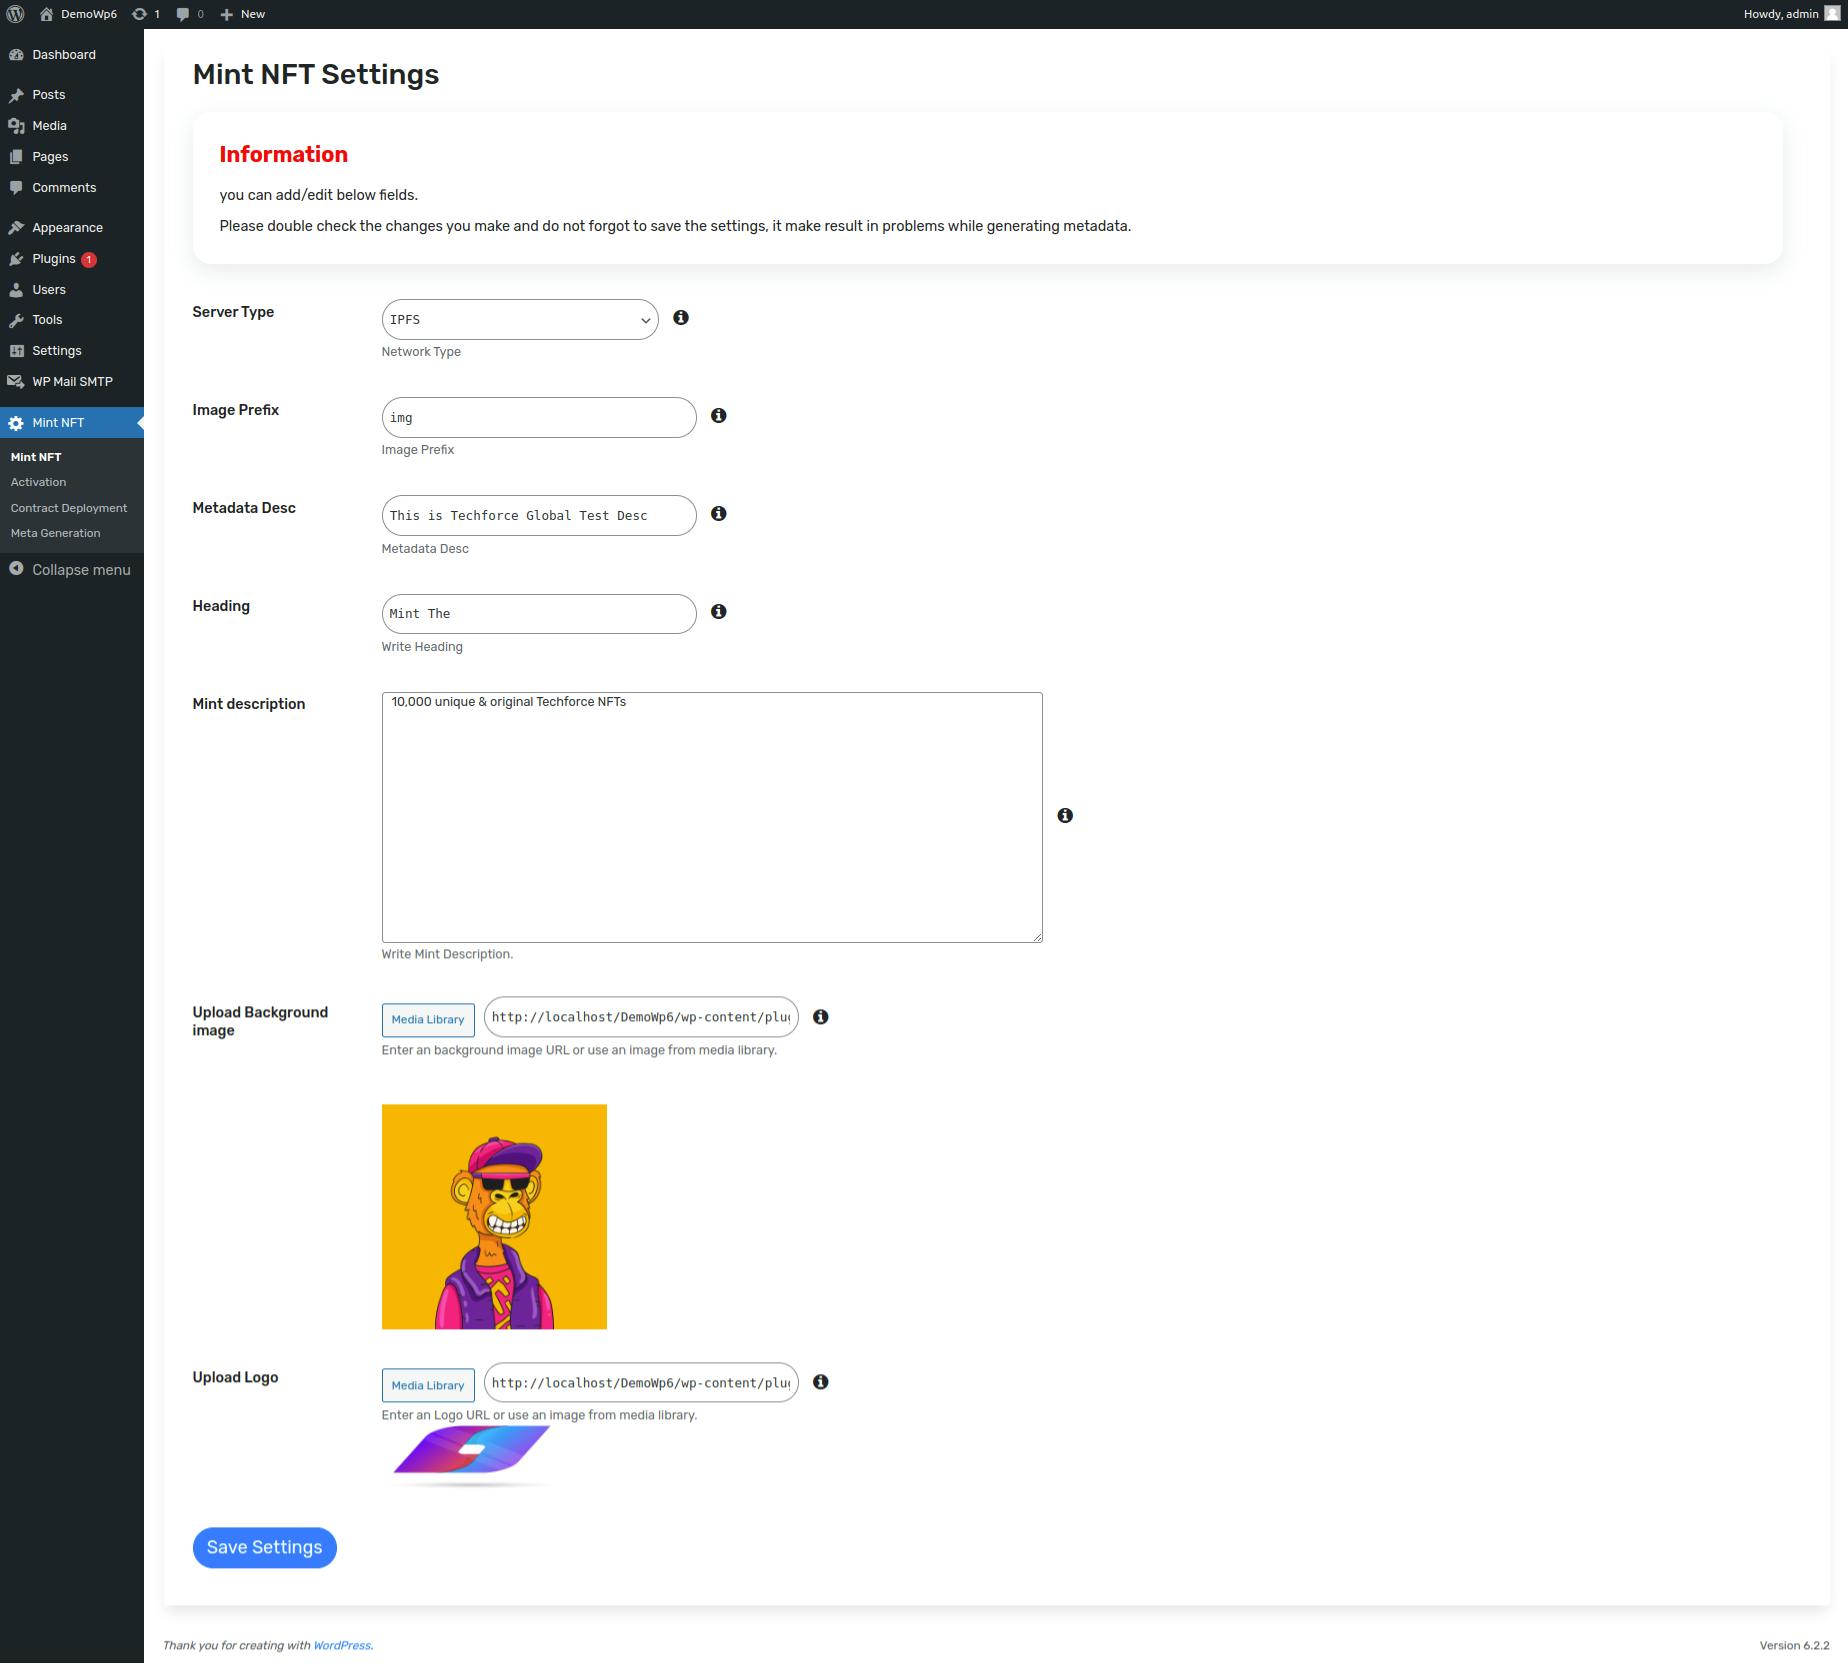 DemoWp6
1
0
New
Howdy, admin
Dashboard
Posts
Media
Pages
Comments
Appearance
Plugins 1
Users
Tools
Settings
WP Mail SMTP
Mint NFT
Mint NFT
Activation
Contract Deployment
Meta Generation
Collapse menu
Mint NFT Settings
Information
you can add/edit below fields.
Please double check the changes you make and do not forgot to save the settings, it make result in problems while generating metadata.
Server Type
IPFS
Network Type
Image Prefix
img
Image Prefix
Metadata Desc
This is Techforce Global Test Desc
Metadata Desc
Heading
Mint The
Write Heading
Mint description
10,000 unique & original Techforce NFTs
Write Mint Description.
Upload Background
image
Media Library
http://localhost/DemoWp6/wp-content/plug
Enter an background image URL or use an image from media library.
Upload Logo
Media Library
http://localhost/DemoWp6/wp-content/plug
Enter an Logo URL or use an image from media library.
Save Settings
Thank you for creating with WordPress.
Version 6.2.2